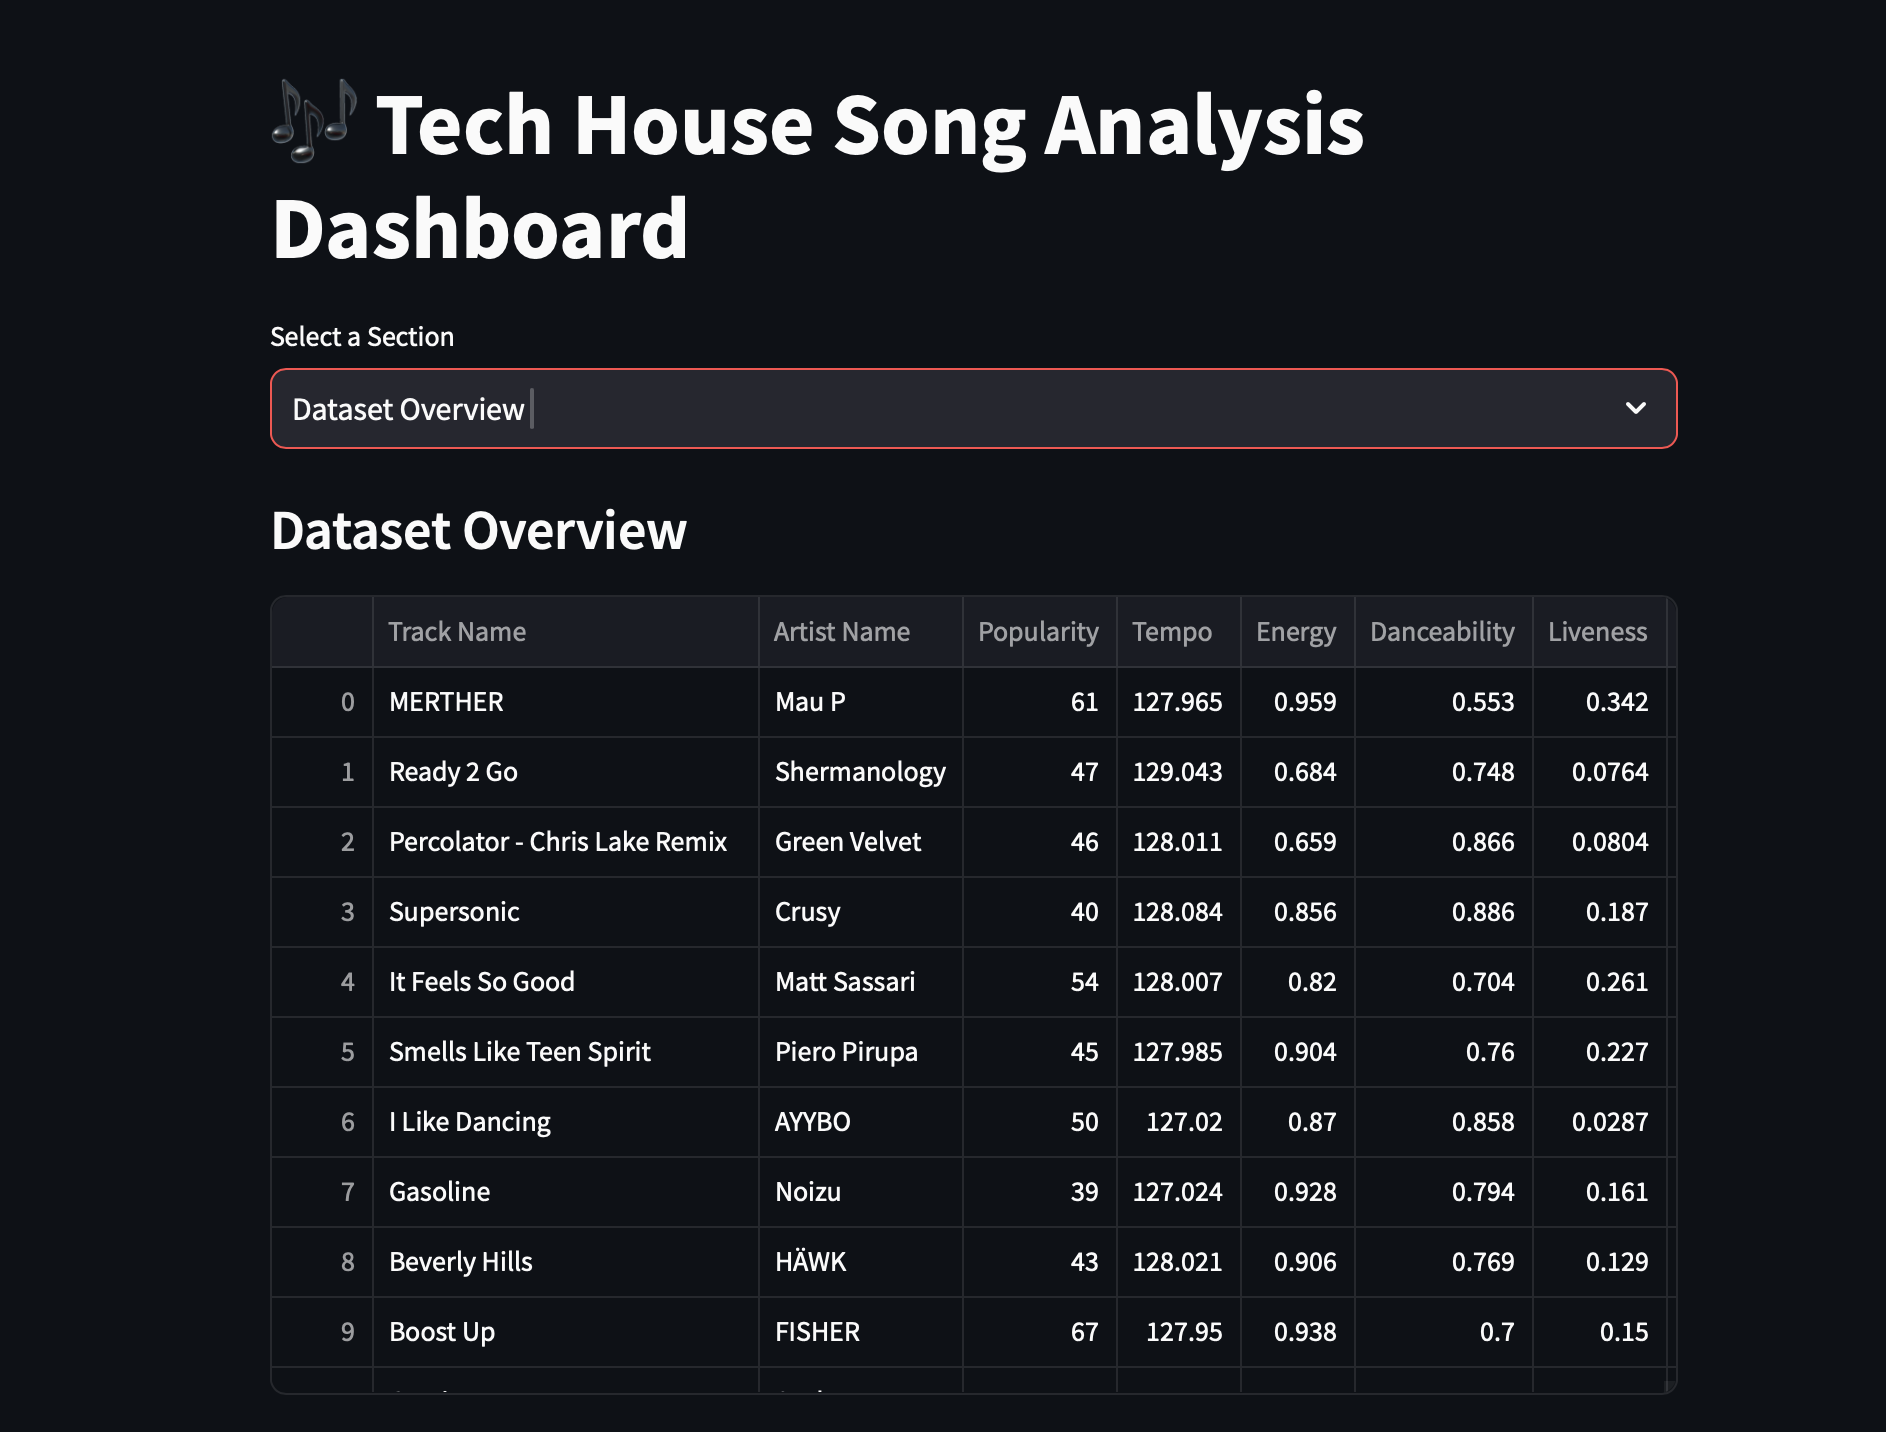 🎶 Tech House Song Analysis
Dashboard
Select a Section
Dataset Overview
Dataset Overview
Track Name Artist Name Popularity Tempo Energy Danceability Liveness
0 MERTHER Mau P 61 127.965 0.959 0.553 0.342
1 Ready 2 Go Shermanology 47 129.043 0.684 0.748 0.0764
2 Percolator - Chris Lake Remix Green Velvet 46 128.011 0.659 0.866 0.0804
3 Supersonic Crusy 40 128.084 0.856 0.886 0.187
4 It Feels So Good Matt Sassari 54 128.007 0.82 0.704 0.261
5 Smells Like Teen Spirit Piero Pirupa 45 127.985 0.904 0.76 0.227
6 I Like Dancing AYYBO 50 127.02 0.87 0.858 0.0287
7 Gasoline Noizu 39 127.024 0.928 0.794 0.161
8 Beverly Hills HÄWK 43 128.021 0.906 0.769 0.129
9 Boost Up FISHER 67 127.95 0.938 0.7 0.15